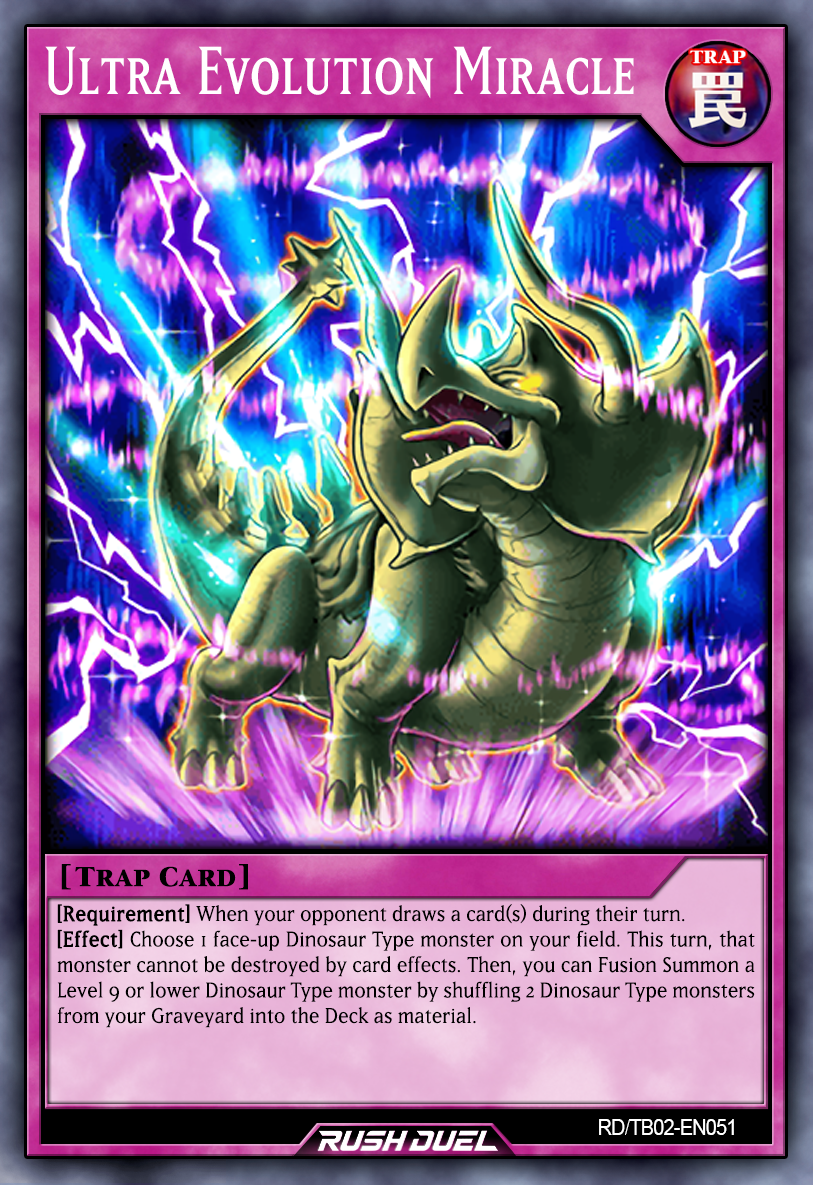 Ultra Evolution Miracle
TRAP
罠
[Trap Card]
[Requirement] When your opponent draws a card(s) during their turn.
[Effect] Choose 1 face-up Dinosaur Type monster on your field. This turn, that
monster cannot be destroyed by card effects. Then, you can Fusion Summon a
Level 9 or lower Dinosaur Type monster by shuffling 2 Dinosaur Type monsters
from your Graveyard into the Deck as material.
RD/TB02-EN051
RUSH DUEL